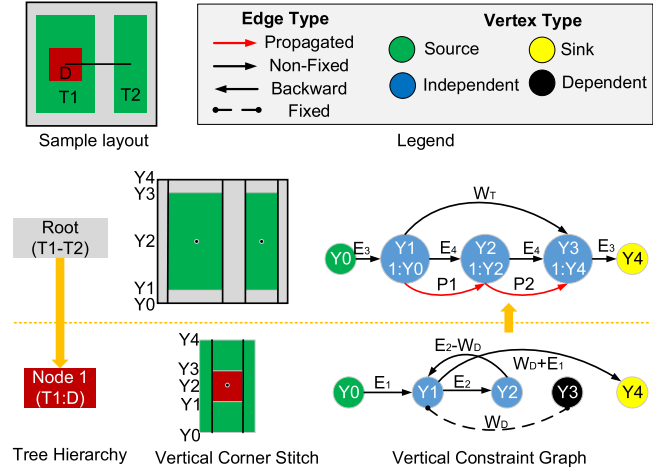 Edge Type
Vertex Type
Propagated
Non-Fixed
Backward
Fixed
Source
Sink
Independent
Dependent
D
T1
T2
Sample layout
Legend
Root
(T1-T2)
Y4
Y3
Y2
Y1
Y0
W_T
Y0
E_3
Y1
1:Y0
E_4
Y2
1:Y2
E_4
Y3
1:Y4
E_3
Y4
P1
P2
Node 1
(T1:D)
Y4
Y3
Y2
Y1
Y0
E_2-W_D
W_D+E_1
Y0
E_1
Y1
E_2
Y2
Y3
Y4
W_D
Tree Hierarchy
Vertical Corner Stitch
Vertical Constraint Graph